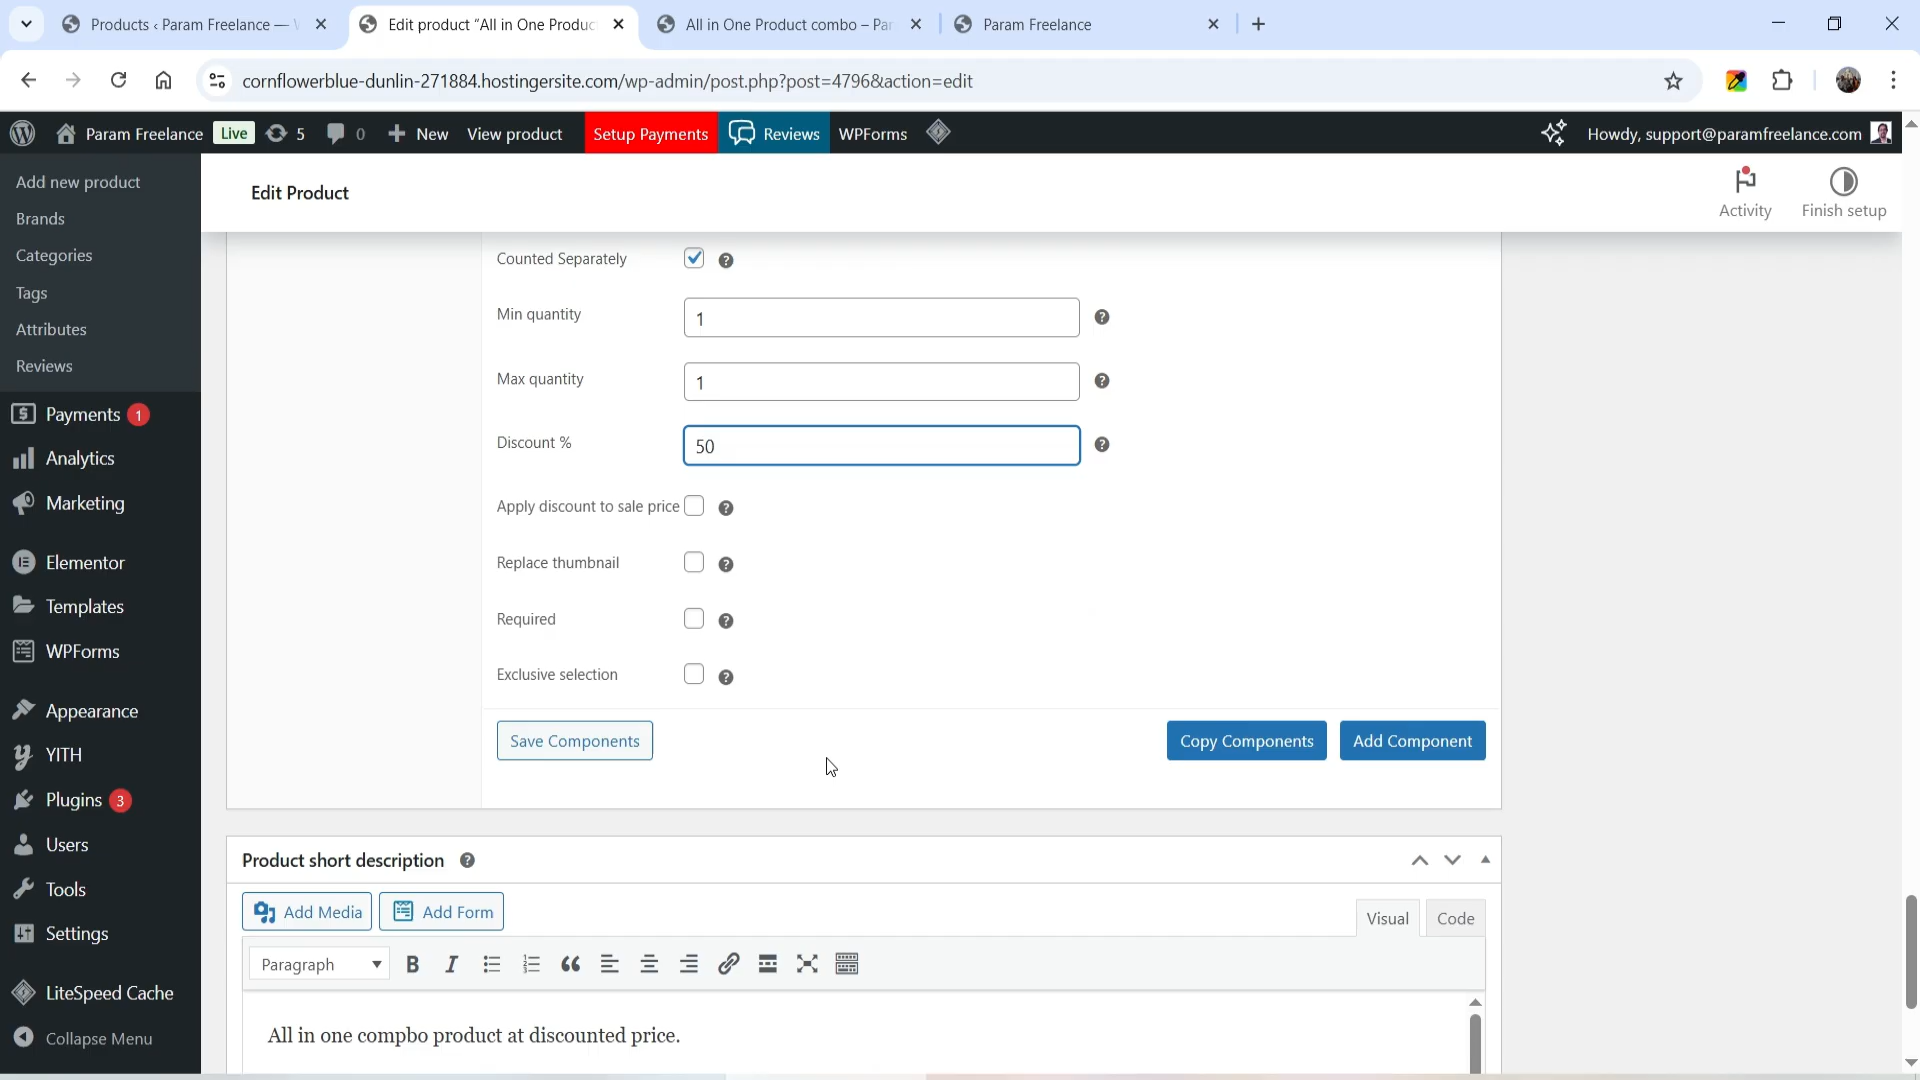 Products ‹ Param Freelance — W
Edit product “All in One Produc
All in One Product combo – Par
Param Freelance
cornflowerblue-dunlin-271884.hostingersite.com/wp-admin/post.php?post=4796&action=edit
Param Freelance Live 5 0 New View product Setup Payments Reviews WPForms Howdy, support@paramfreelance.com
Add new product
Brands
Categories
Tags
Attributes
Reviews
Payments 1
Analytics
Marketing
Elementor
Templates
WPForms
Appearance
YITH
Plugins 3
Users
Tools
Settings
LiteSpeed Cache
Collapse Menu
Edit Product
Activity
Finish setup
Counted Separately
Min quantity 1
Max quantity 1
Discount % 50
Apply discount to sale price
Replace thumbnail
Required
Exclusive selection
Save Components Copy Components Add Component
Product short description
Add Media Add Form Visual Code
Paragraph
All in one compbo product at discounted price.